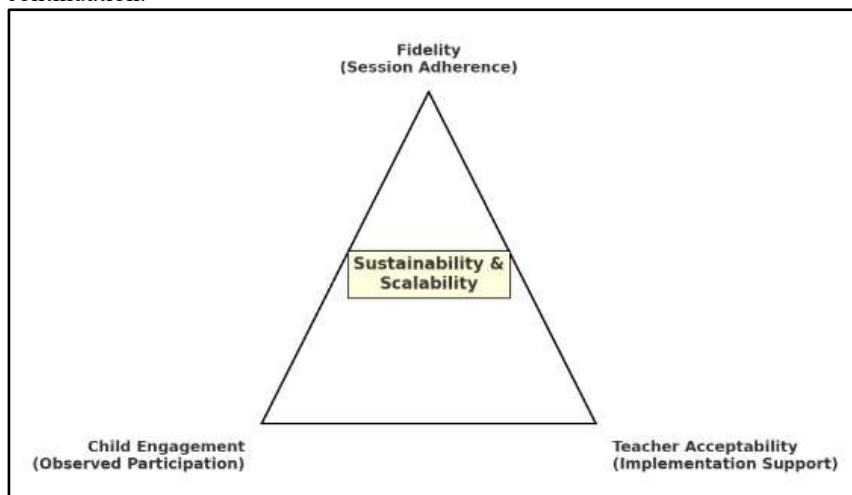 Fidelity
(Session Adherence)
Sustainability &
Scalability
Child Engagement
(Observed Participation)
Teacher Acceptability
(Implementation Support)